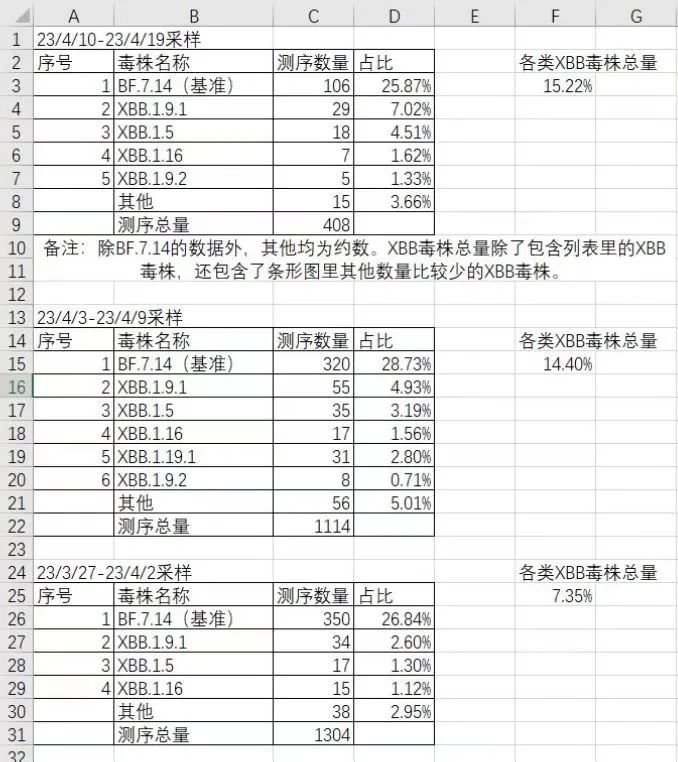 A B C D E F G
1 23/4/10-23/4/19采样
2 序号 毒株名称 测序数量 占比 各类XBB毒株总量
3 1 BF.7.14（基准） 106 25.87% 15.22%
4 2 XBB.1.9.1 29 7.02%
5 3 XBB.1.5 18 4.51%
6 4 XBB.1.16 7 1.62%
7 5 XBB.1.9.2 5 1.33%
8 其他 15 3.66%
9 测序总量 408
10 备注：除BF.7.14的数据外，其他均为约数。XBB毒株总量除了包含列表里的XBB
11 毒株，还包含了条形图里其他数量比较少的XBB毒株。
12
13 23/4/3-23/4/9采样
14 序号 毒株名称 测序数量 占比 各类XBB毒株总量
15 1 BF.7.14（基准） 320 28.73% 14.40%
16 2 XBB.1.9.1 55 4.93%
17 3 XBB.1.5 35 3.19%
18 4 XBB.1.16 17 1.56%
19 5 XBB.1.19.1 31 2.80%
20 6 XBB.1.9.2 8 0.71%
21 其他 56 5.01%
22 测序总量 1114
23
24 23/3/27-23/4/2采样 各类XBB毒株总量
25 序号 毒株名称 测序数量 占比 7.35%
26 1 BF.7.14（基准） 350 26.84%
27 2 XBB.1.9.1 34 2.60%
28 3 XBB.1.5 17 1.30%
29 4 XBB.1.16 15 1.12%
30 其他 38 2.95%
31 测序总量 1304
32